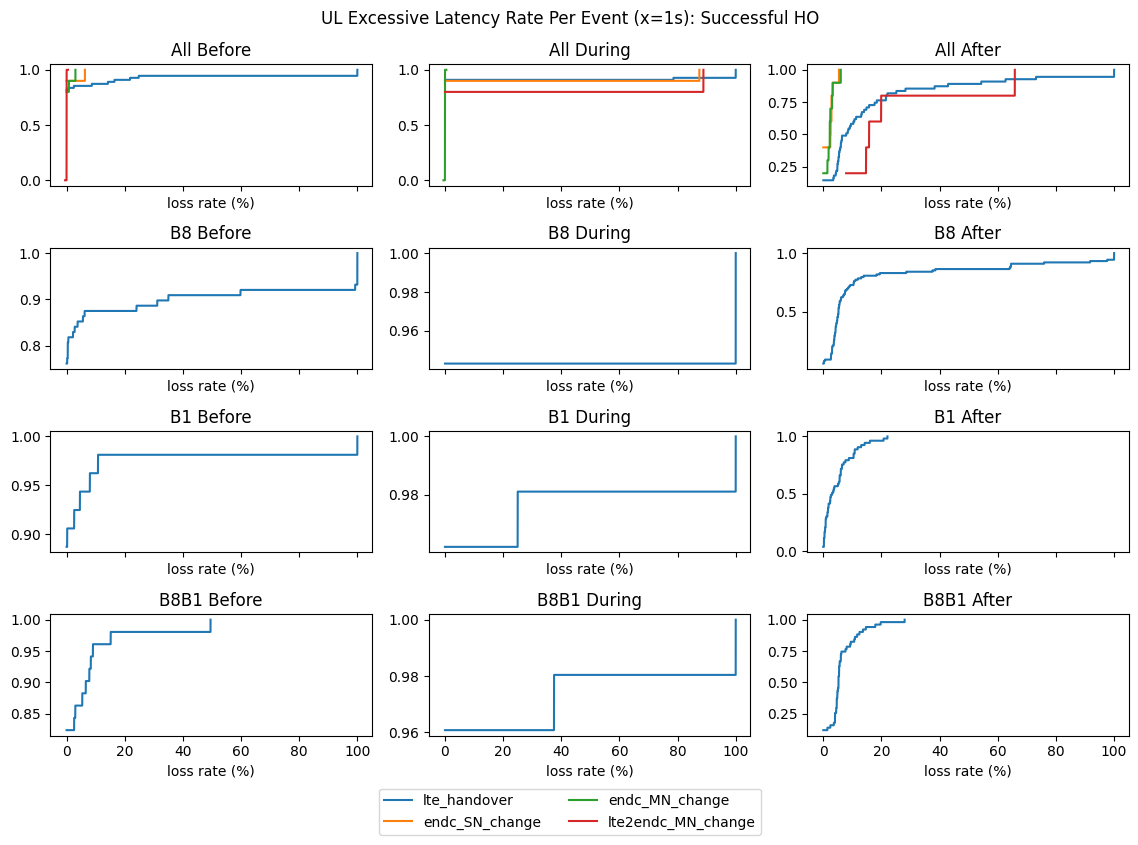 UL Excessive Latency Rate Per Event (x=1s): Successful HO
All Before
All During
All After
1.0
0.5
0.0
loss rate (%)
1.0
0.5
0.0
loss rate (%)
1.00
0.75
0.50
0.25
loss rate (%)
B8 Before
B8 During
B8 After
1.0
0.9
0.8
loss rate (%)
1.00
0.98
0.96
loss rate (%)
1.0
0.5
loss rate (%)
B1 Before
B1 During
B1 After
1.00
0.95
0.90
loss rate (%)
1.00
0.98
loss rate (%)
1.0
0.5
0.0
loss rate (%)
B8B1 Before
B8B1 During
B8B1 After
1.00
0.95
0.90
0.85
0 20 40 60 80 100
loss rate (%)
1.00
0.98
0.96
0 20 40 60 80 100
loss rate (%)
1.00
0.75
0.50
0.25
0 20 40 60 80 100
loss rate (%)
lte_handover
endc_SN_change
endc_MN_change
lte2endc_MN_change